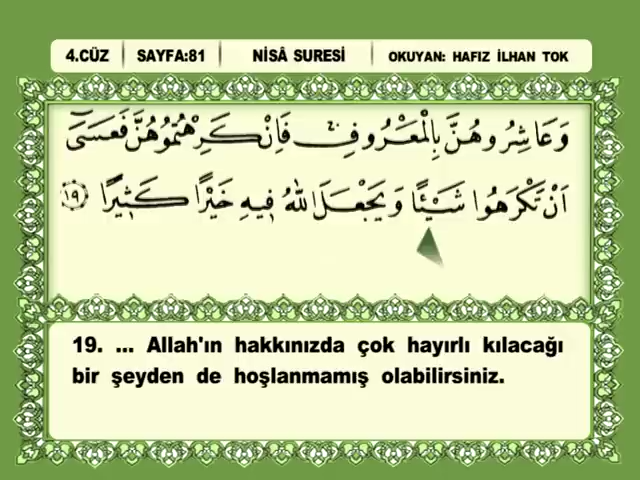 4.CÜZ SAYFA:81 NİSÂ SURESİ OKUYAN: HAFIZ İLHAN TOK
وَعَاشِرُوهُنَّ بِالْمَعْرُوفِۚ فَاِنْ كَرِهْتُمُوهُنَّ فَعَسٰٓى
اَنْ تَكْرَهُوا شَيْئًا وَيَجْعَلَ اللّٰهُ فٖيهِ خَيْرًا كَثٖيرًا ﴿١٩﴾
19. ... Allah'ın hakkınızda çok hayırlı kılacağı
bir şeyden de hoşlanmamış olabilirsiniz.